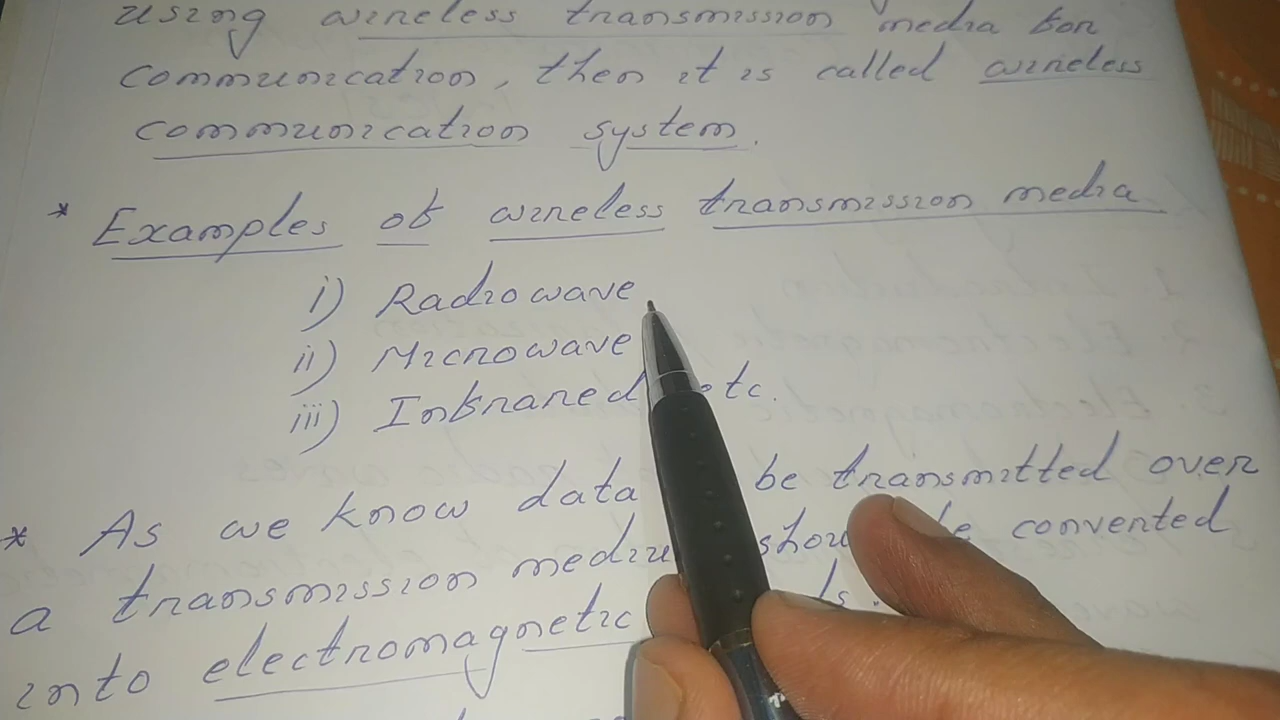 using wireless transmission media for
communication, then it is called wireless
communication system.
* Examples of wireless transmission media
i) Radiowave
ii) Microwave
iii) Infrared etc.
* As we know data be transmitted over
a transmission medium should be converted
into electromagnetic